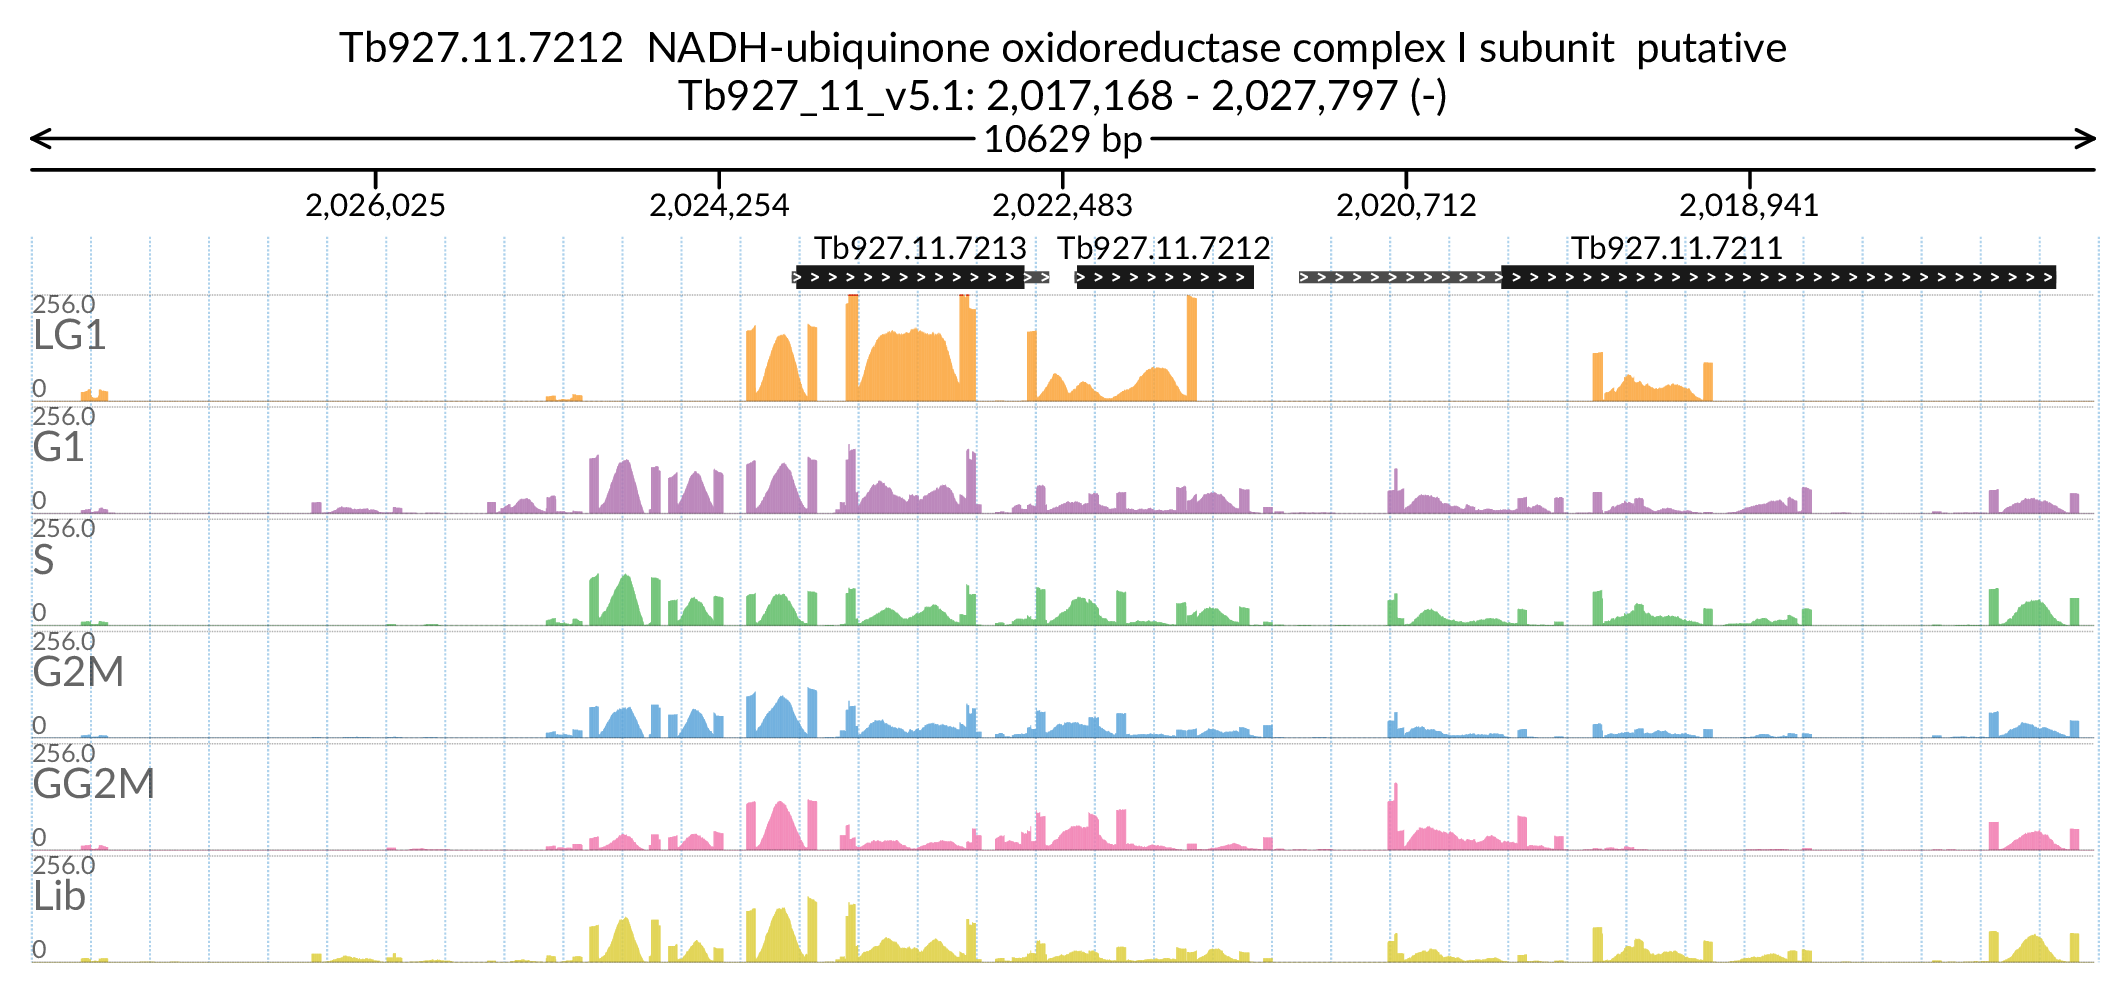 Tb927.11.7212  NADH-ubiquinone oxidoreductase complex I subunit  putative
Tb927_11_v5.1: 2,017,168 - 2,027,797 (-)
10629 bp
2,026,025 2,024,254 2,022,483 2,020,712 2,018,941
Tb927.11.7213 Tb927.11.7212 Tb927.11.7211
256.0
LG1
0
256.0
G1
0
256.0
S
0
256.0
G2M
0
256.0
GG2M
0
256.0
Lib
0